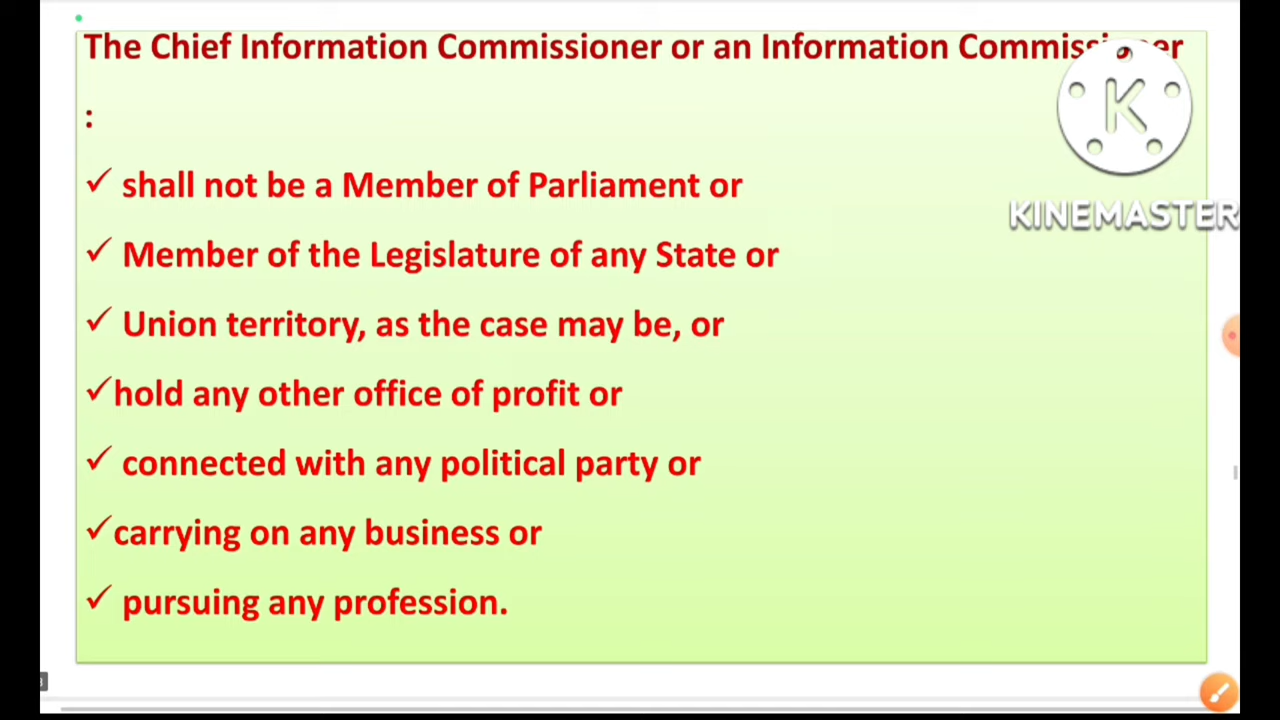 The Chief Information Commissioner or an Information Commissioner
:
✓ shall not be a Member of Parliament or
✓ Member of the Legislature of any State or
✓ Union territory, as the case may be, or
✓hold any other office of profit or
✓ connected with any political party or
✓carrying on any business or
✓ pursuing any profession.
K
KINEMASTER